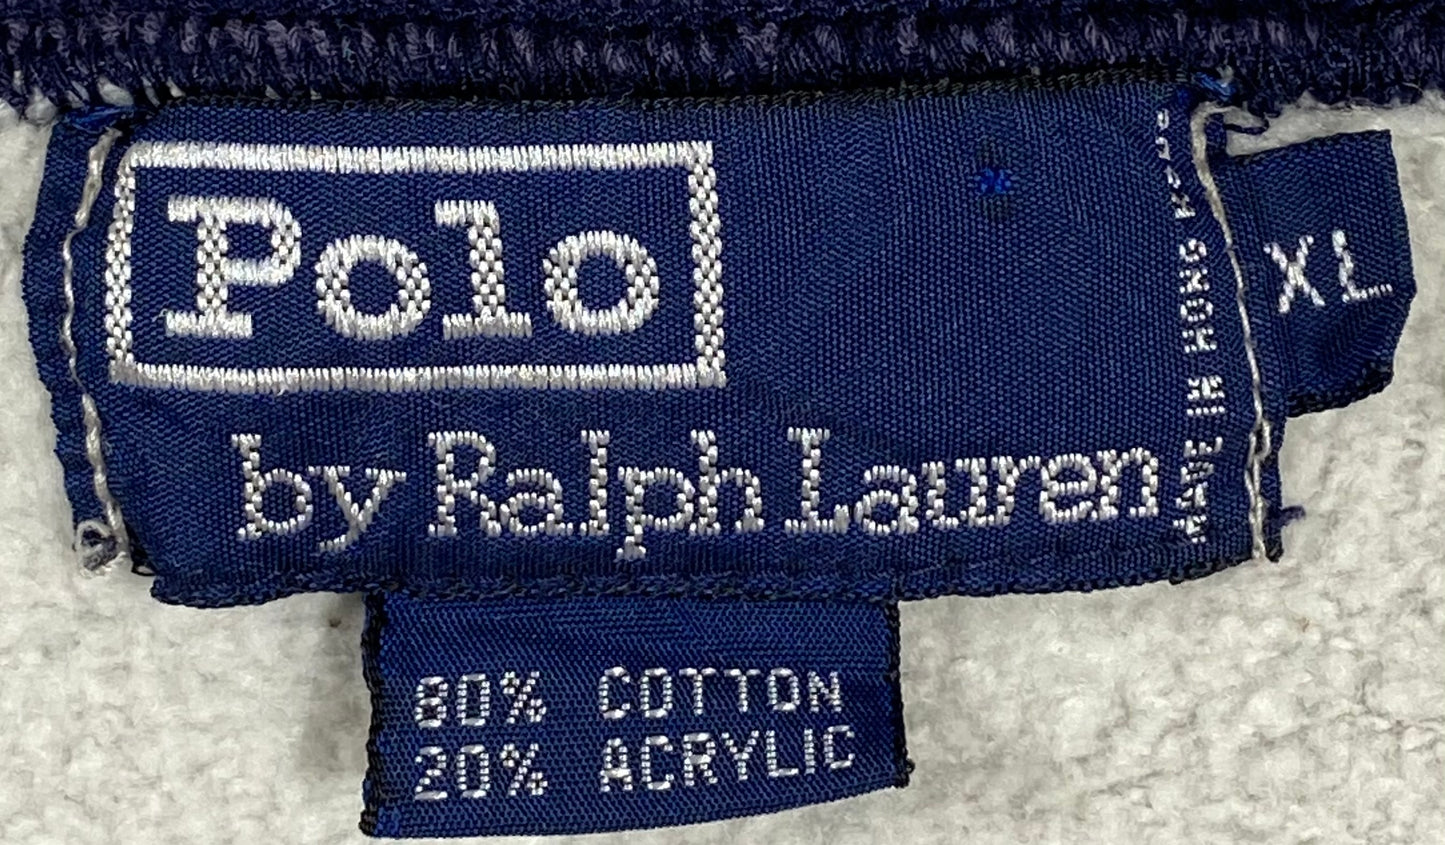 Polo
by Ralph Lauren
MADE IN HONG KONG
XL
80% COTTON
20% ACRYLIC